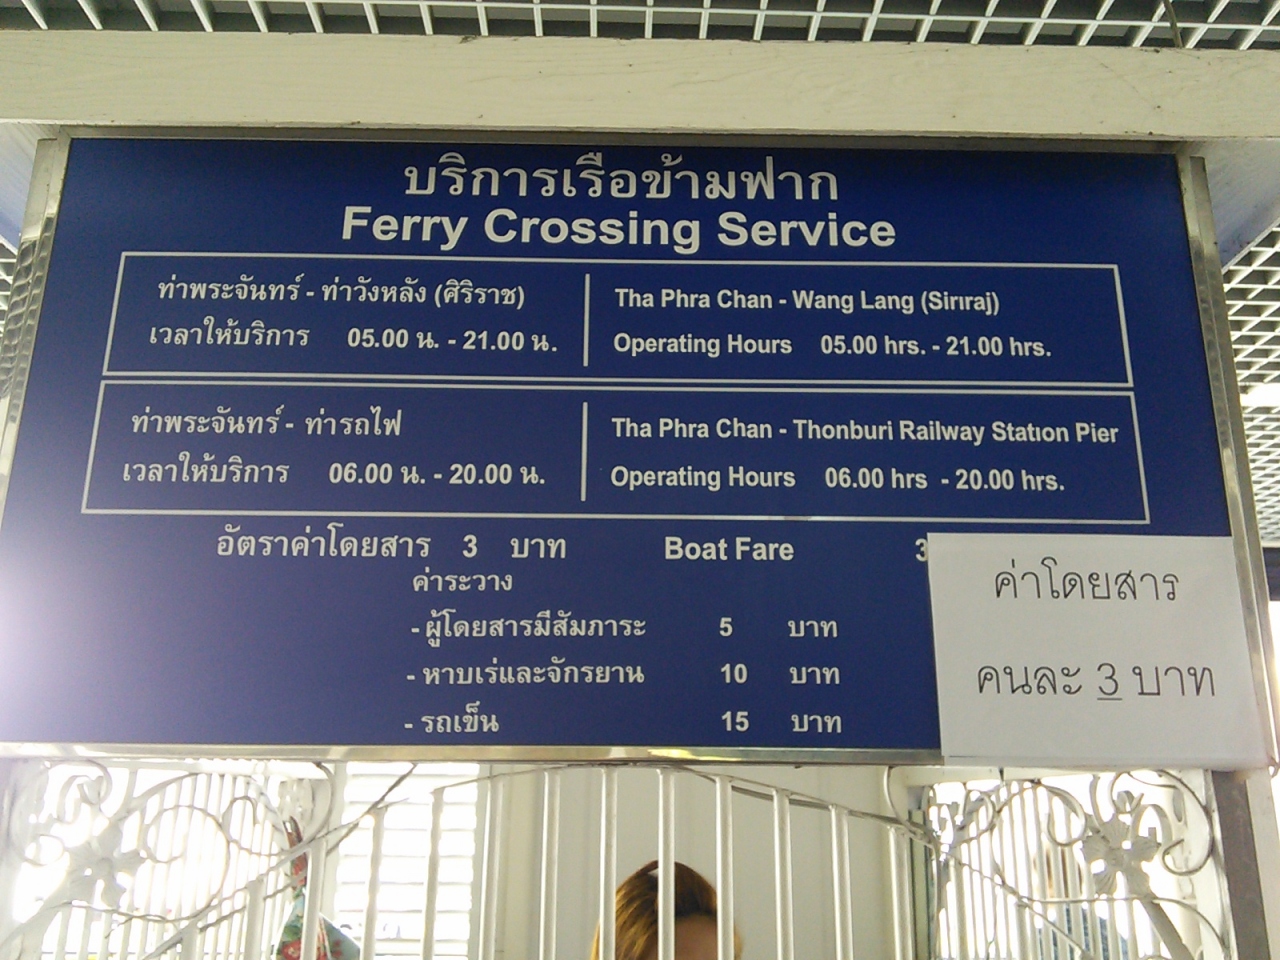 บริการเรือข้ามฟาก
Ferry Crossing Service
ท่าพระจันทร์ - ท่าวังหลัง (ศิริราช)
เวลาให้บริการ 05.00 น. - 21.00 น.
Tha Phra Chan - Wang Lang (Siriraj)
Operating Hours 05.00 hrs. - 21.00 hrs.
ท่าพระจันทร์ - ท่ารถไฟ
เวลาให้บริการ 06.00 น. - 20.00 น.
Tha Phra Chan - Thonburi Railway Station Pier
Operating Hours 06.00 hrs - 20.00 hrs.
อัตราค่าโดยสาร 3 บาท
Boat Fare 3
ค่าระวาง
- ผู้โดยสารมีสัมภาระ 5 บาท
- หาบเร่และจักรยาน 10 บาท
- รถเข็น 15 บาท
ค่าโดยสาร
คนละ 3 บาท